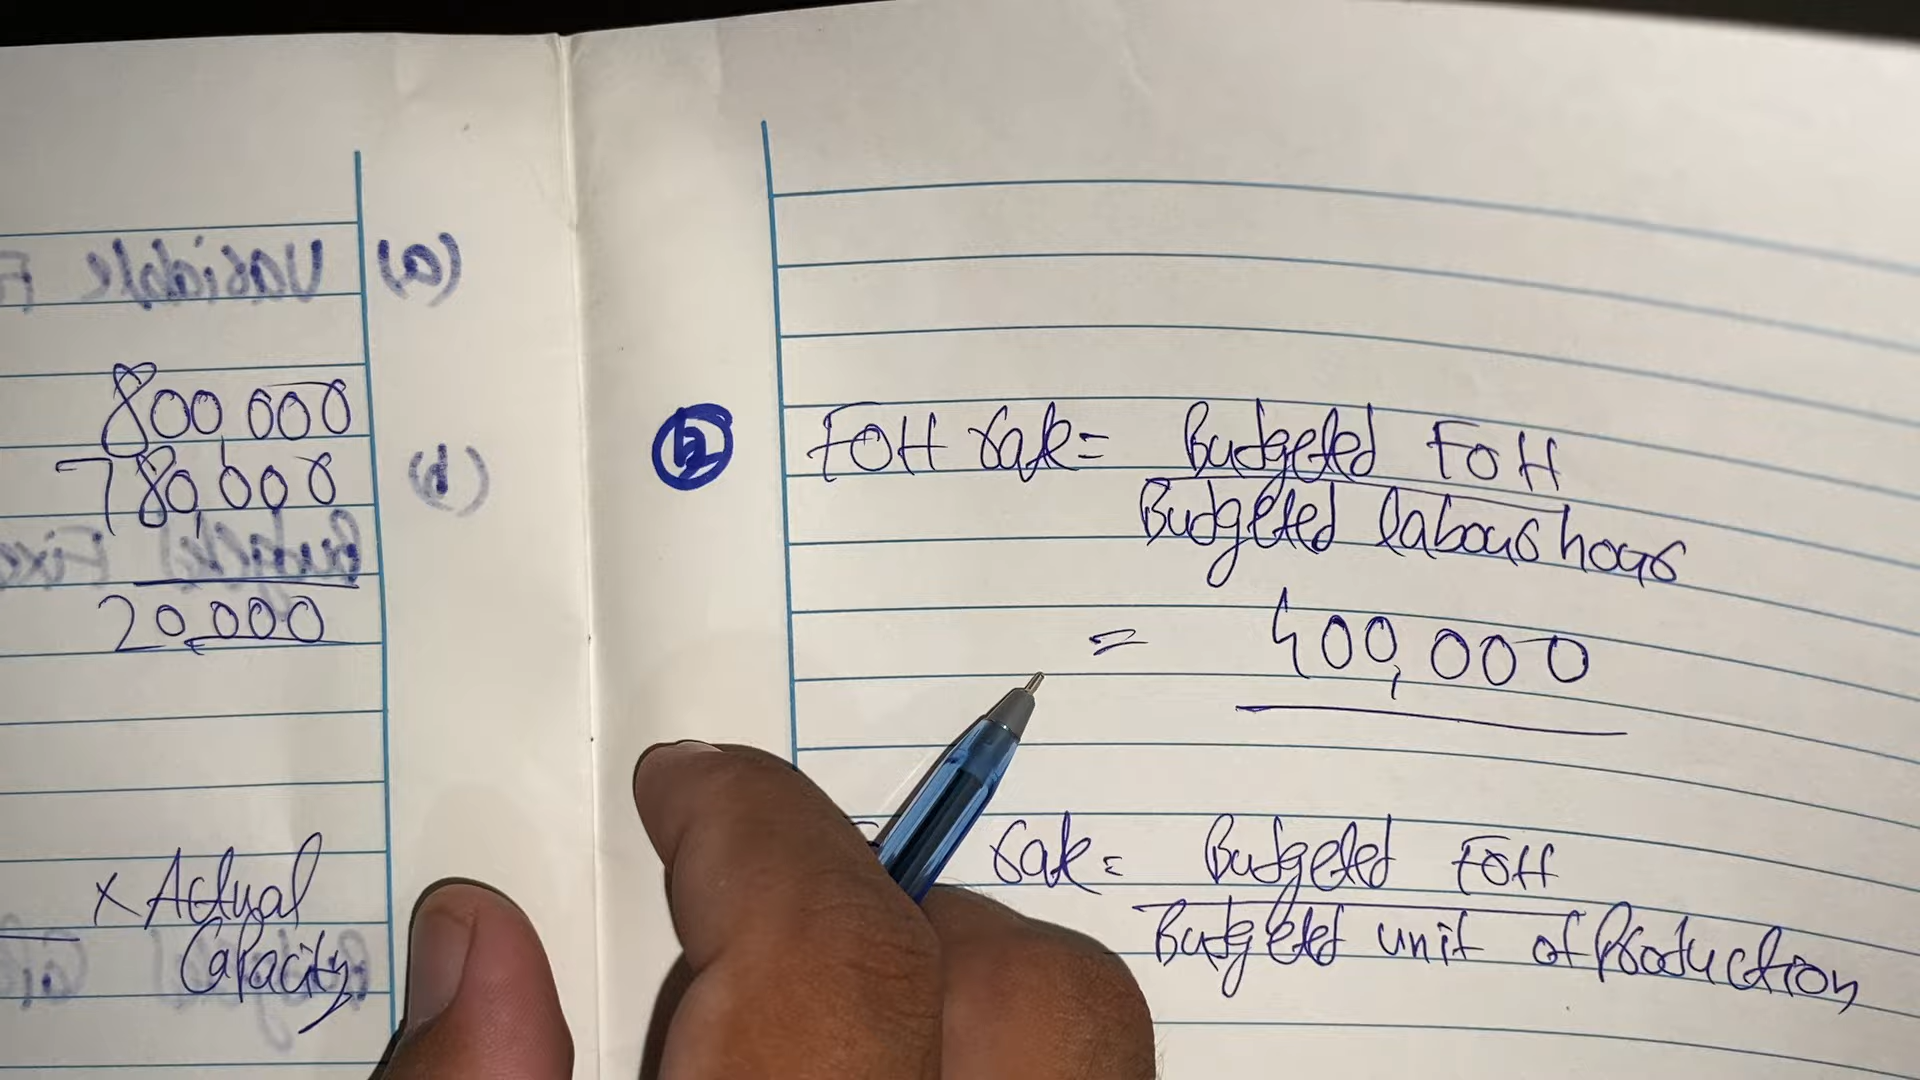 800,000
780,000
20,000
× Actual
Capacity
(2) FOH rate = Budgeted FOH
Budgeted labour hours
= 400,000
rate = Budgeted FOH
Budgeted unit of Production